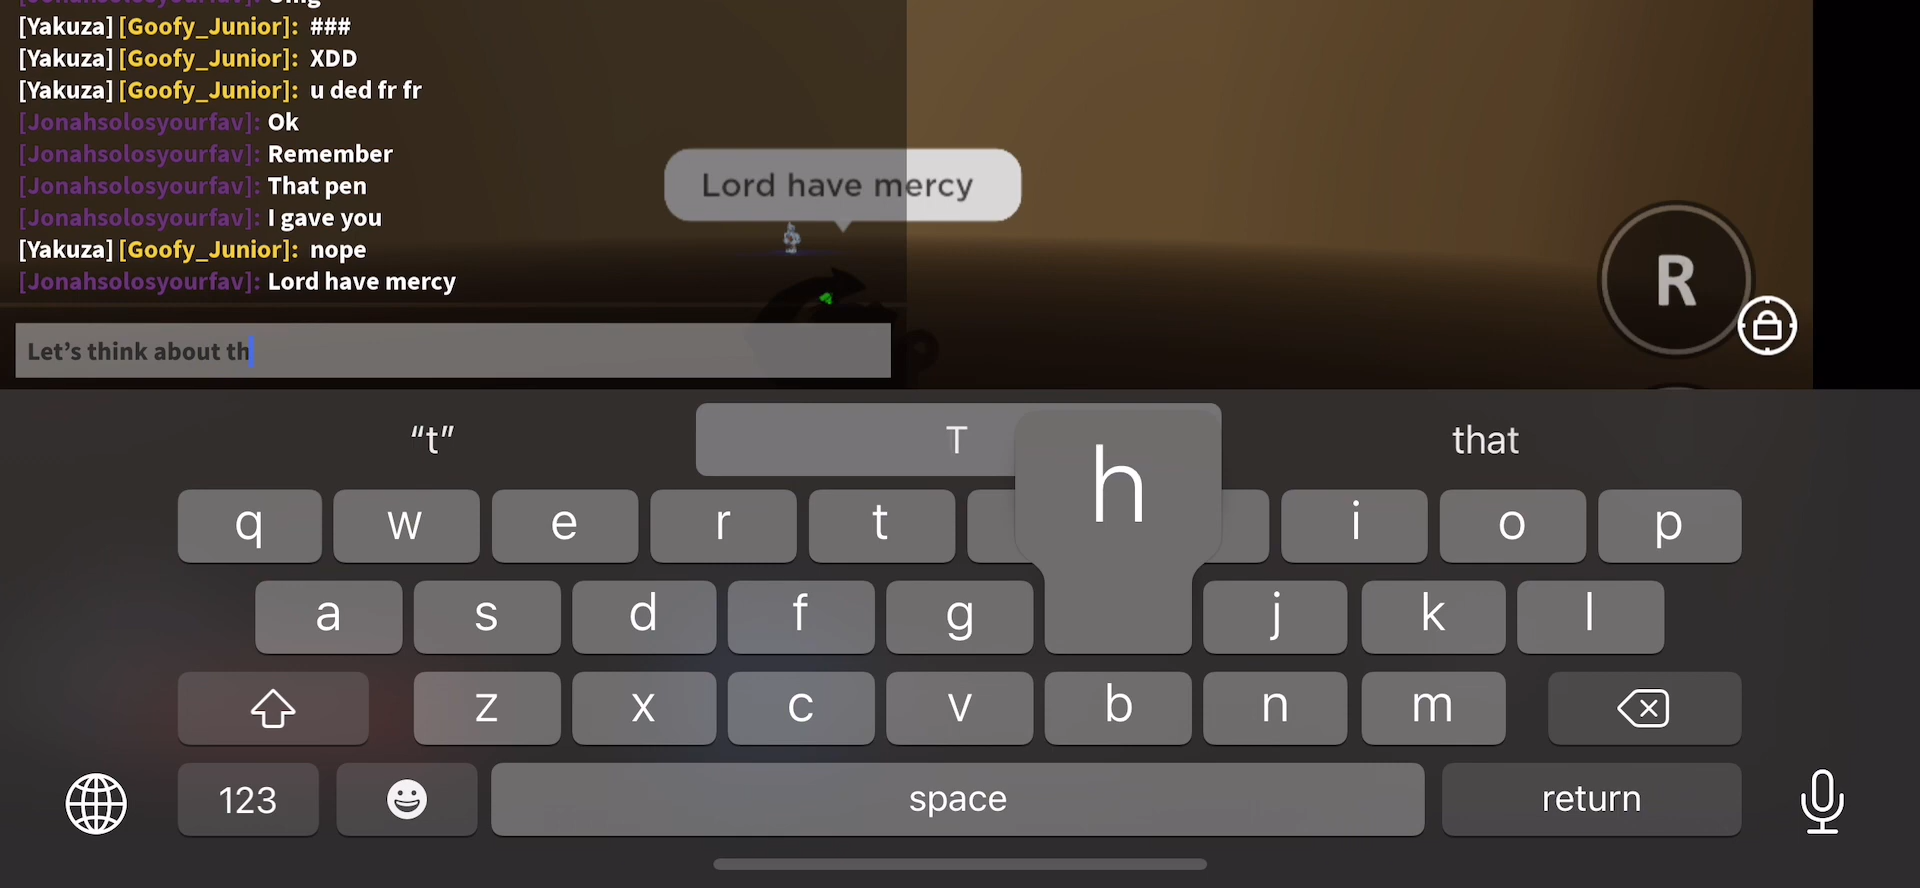 [Yakuza] [Goofy_Junior]: ###
[Yakuza] [Goofy_Junior]: XDD
[Yakuza] [Goofy_Junior]: u ded fr fr
[Jonahsolosyourfav]: Ok
[Jonahsolosyourfav]: Remember
[Jonahsolosyourfav]: That pen
[Jonahsolosyourfav]: I gave you
[Yakuza] [Goofy_Junior]: nope
[Jonahsolosyourfav]: Lord have mercy
Lord have mercy
R
Let’s think about th
“t” T that
h
q w e r t i o p
a s d f g j k l
z x c v b n m
123 space return